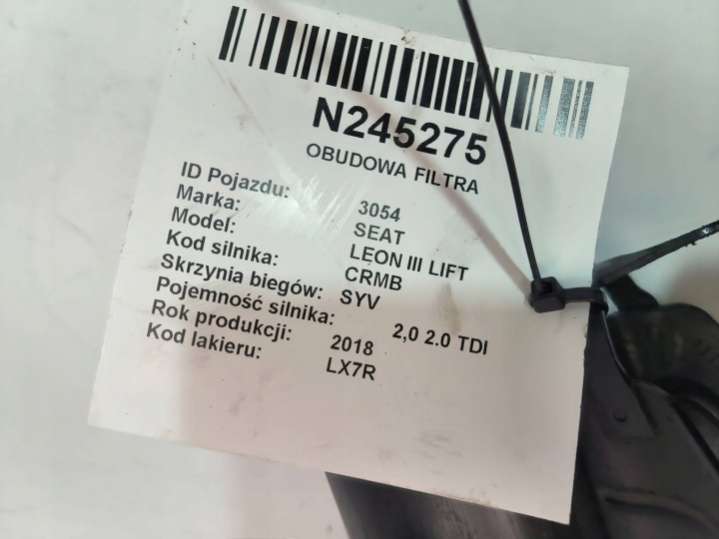 N245275
OBUDOWA FILTRA
ID Pojazdu: 3054
Marka: SEAT
Model: LEON III LIFT
Kod silnika: CRMB
Skrzynia biegów: SYV
Pojemność silnika: 2,0 2.0 TDI
Rok produkcji: 2018
Kod lakieru: LX7R